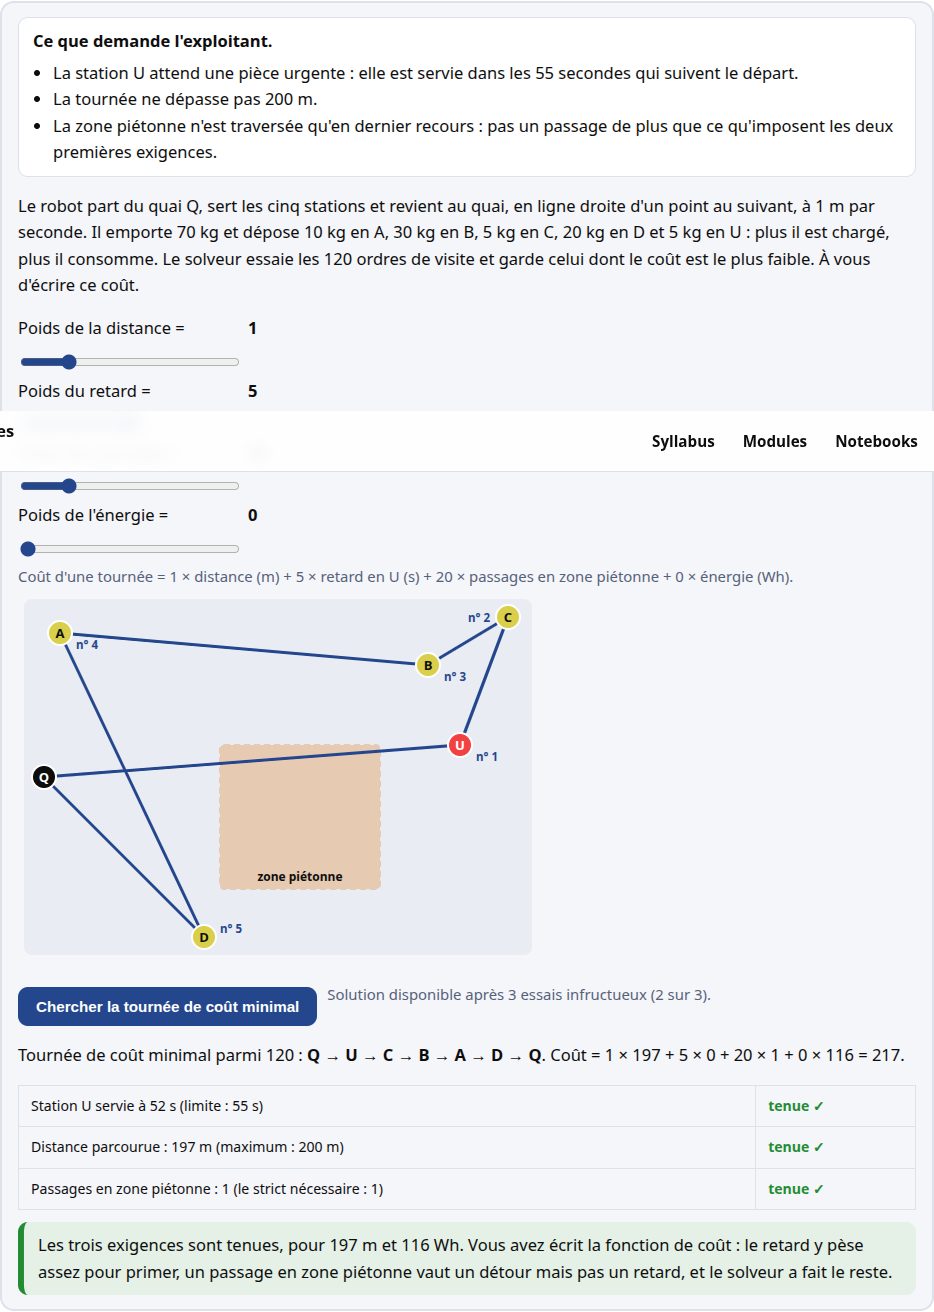 Ce que demande l'exploitant.
La station U attend une pièce urgente : elle est servie dans les 55 secondes qui suivent le départ.
La tournée ne dépasse pas 200 m.
La zone piétonne n'est traversée qu'en dernier recours : pas un passage de plus que ce qu'imposent les deux
premières exigences.
Le robot part du quai Q, sert les cinq stations et revient au quai, en ligne droite d'un point au suivant, à 1 m par
seconde. Il emporte 70 kg et dépose 10 kg en A, 30 kg en B, 5 kg en C, 20 kg en D et 5 kg en U : plus il est chargé,
plus il consomme. Le solveur essaie les 120 ordres de visite et garde celui dont le coût est le plus faible. À vous
d'écrire ce coût.
Poids de la distance = 1
Poids du retard = 5
es Syllabus Modules Notebooks
Poids de l'énergie = 0
Coût d'une tournée = 1 × distance (m) + 5 × retard en U (s) + 20 × passages en zone piétonne + 0 × énergie (Wh).
n° 2 C
A
n° 4
B
n° 3
U
n° 1
Q
zone piétonne
n° 5
D
Chercher la tournée de coût minimal Solution disponible après 3 essais infructueux (2 sur 3).
Tournée de coût minimal parmi 120 : Q → U → C → B → A → D → Q. Coût = 1 × 197 + 5 × 0 + 20 × 1 + 0 × 116 = 217.
Station U servie à 52 s (limite : 55 s) tenue ✓
Distance parcourue : 197 m (maximum : 200 m) tenue ✓
Passages en zone piétonne : 1 (le strict nécessaire : 1) tenue ✓
Les trois exigences sont tenues, pour 197 m et 116 Wh. Vous avez écrit la fonction de coût : le retard y pèse
assez pour primer, un passage en zone piétonne vaut un détour mais pas un retard, et le solveur a fait le reste.